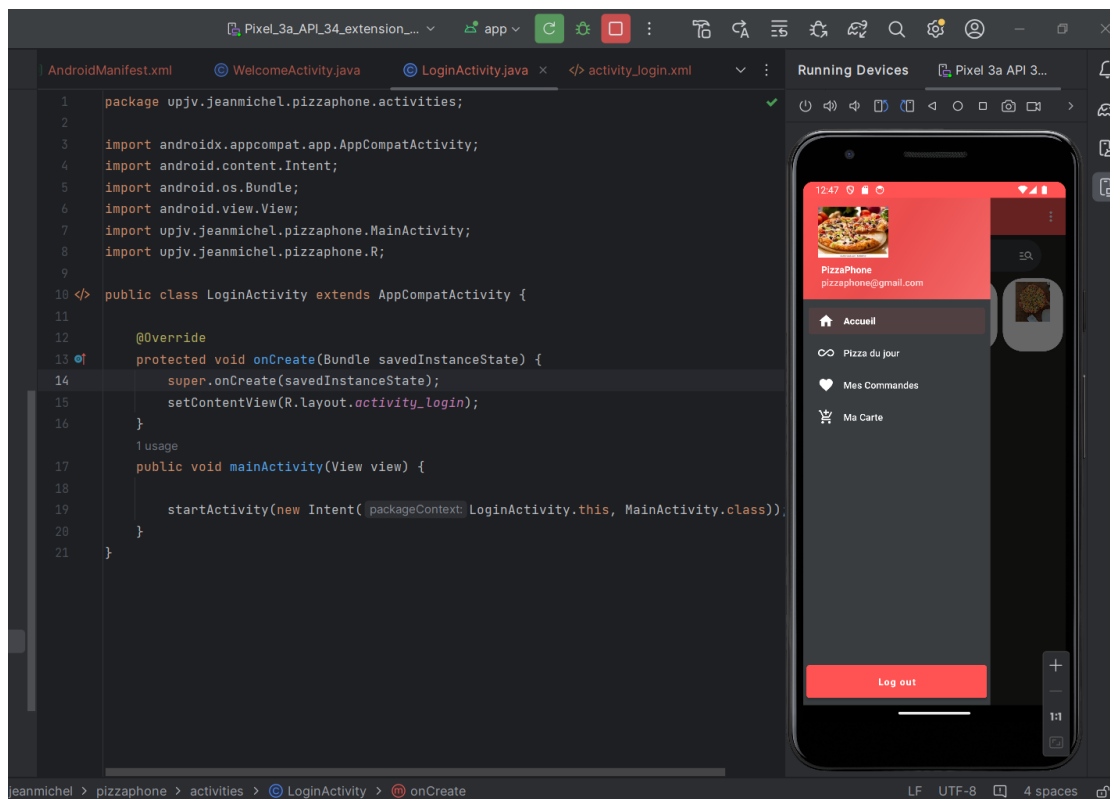 Pixel_3a_API_34_extension_... app
AndroidManifest.xml WelcomeActivity.java LoginActivity.java activity_login.xml
Running Devices Pixel 3a API 3...
1 package upjv.jeanmichel.pizzaphone.activities;
2
3 import androidx.appcompat.app.AppCompatActivity;
4 import android.content.Intent;
5 import android.os.Bundle;
6 import android.view.View;
7 import upjv.jeanmichel.pizzaphone.MainActivity;
8 import upjv.jeanmichel.pizzaphone.R;
9
10 public class LoginActivity extends AppCompatActivity {
11
12 @Override
13 protected void onCreate(Bundle savedInstanceState) {
14 super.onCreate(savedInstanceState);
15 setContentView(R.layout.activity_login);
16 }
1 usage
17 public void mainActivity(View view) {
18
19 startActivity(new Intent( packageContext: LoginActivity.this, MainActivity.class));
20 }
21 }
12:47
PizzaPhone
pizzaphone@gmail.com
Accueil
Pizza du jour
Mes Commandes
Ma Carte
Log out
1:1
jeanmichel > pizzaphone > activities > LoginActivity > onCreate
LF UTF-8 4 spaces